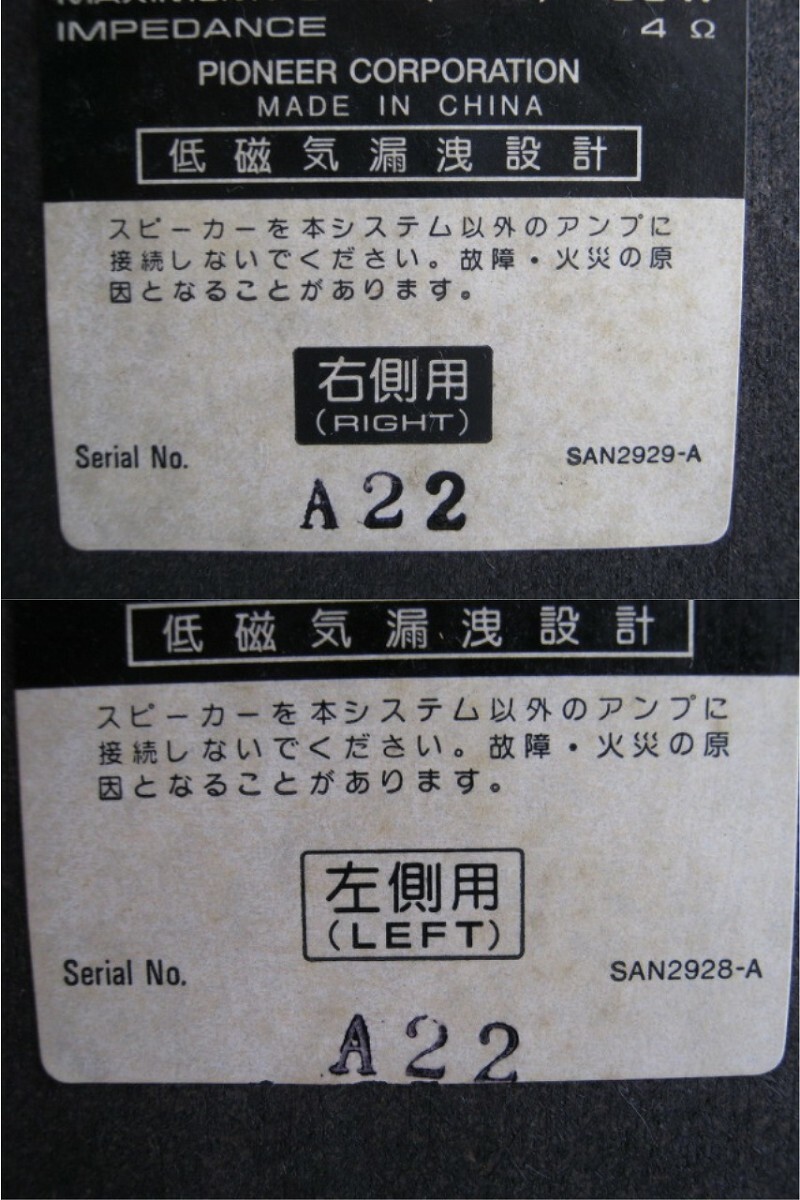 IMPEDANCE 4 Ω
PIONEER CORPORATION
MADE IN CHINA
低磁気漏洩設計
スピーカーを本システム以外のアンプに
接続しないでください。故障・火災の原
因となることがあります。
右側用
(RIGHT)
Serial No. SAN2929-A
A22
低磁気漏洩設計
スピーカーを本システム以外のアンプに
接続しないでください。故障・火災の原
因となることがあります。
左側用
(LEFT)
Serial No. SAN2928-A
A22